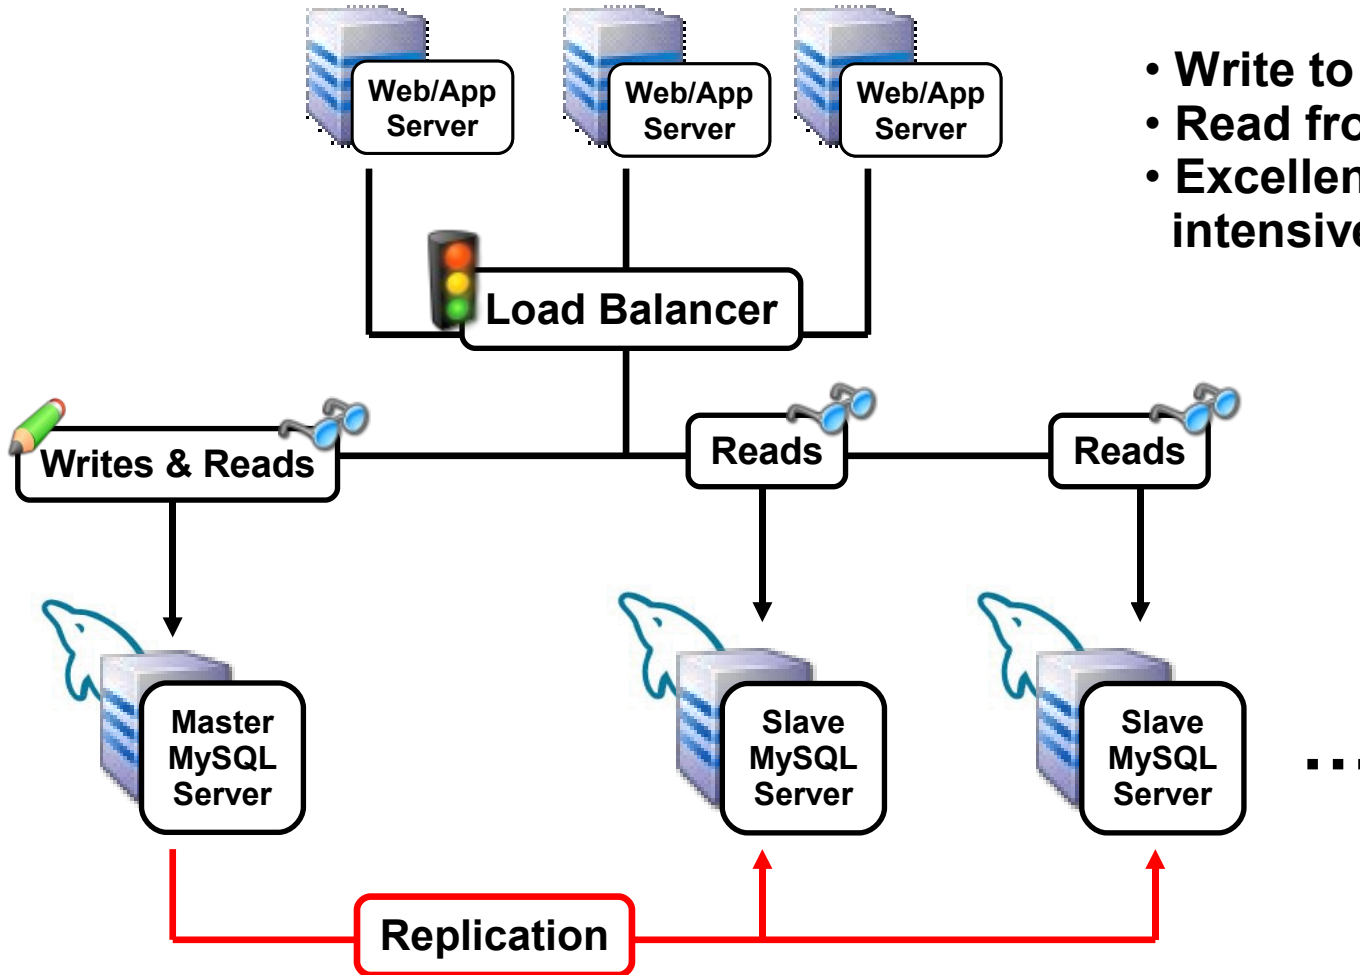 Web/App
Server
Web/App
Server
Web/App
Server
• Write to
• Read fro
• Excellen
intensive
Load Balancer
Writes & Reads
Reads
Reads
Master
MySQL
Server
Slave
MySQL
Server
Slave
MySQL
Server
...
Replication